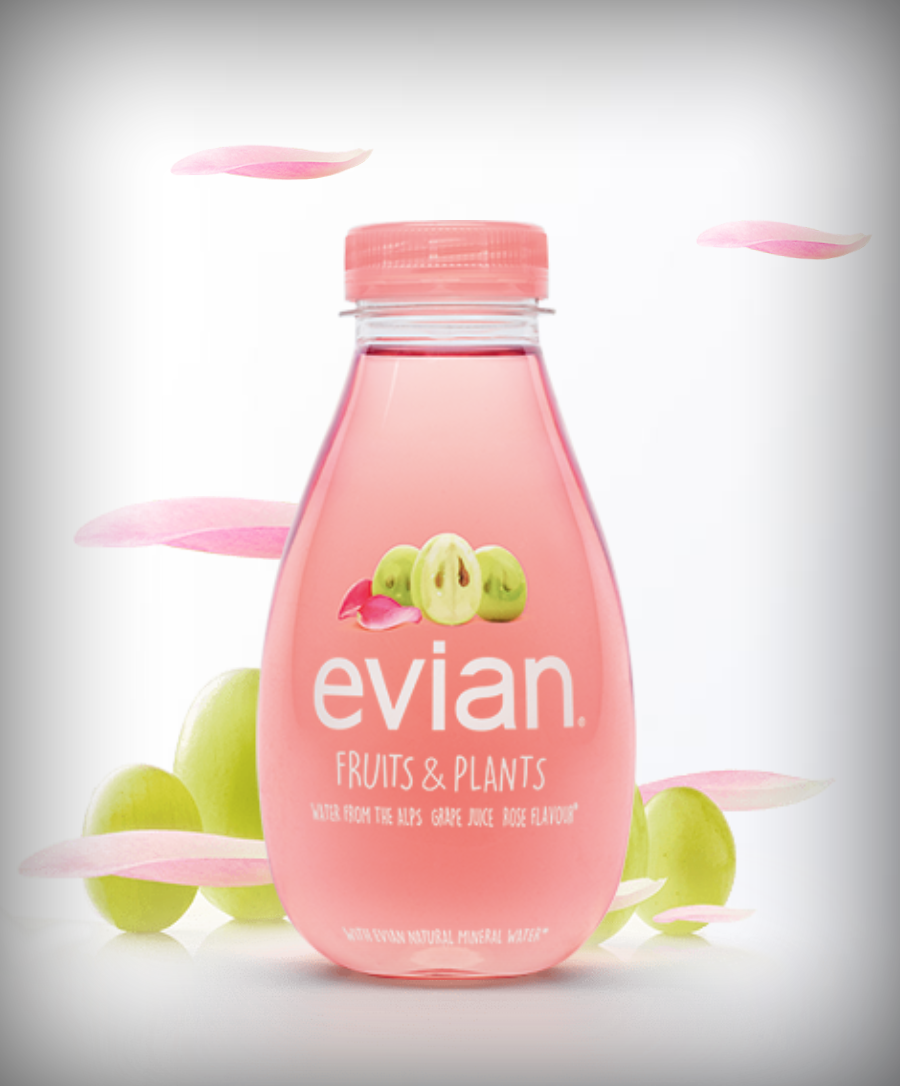 evian®
FRUITS & PLANTS
WATER FROM THE ALPS GRAPE JUICE ROSE FLAVOUR*
WITH EVIAN NATURAL MINERAL WATER*